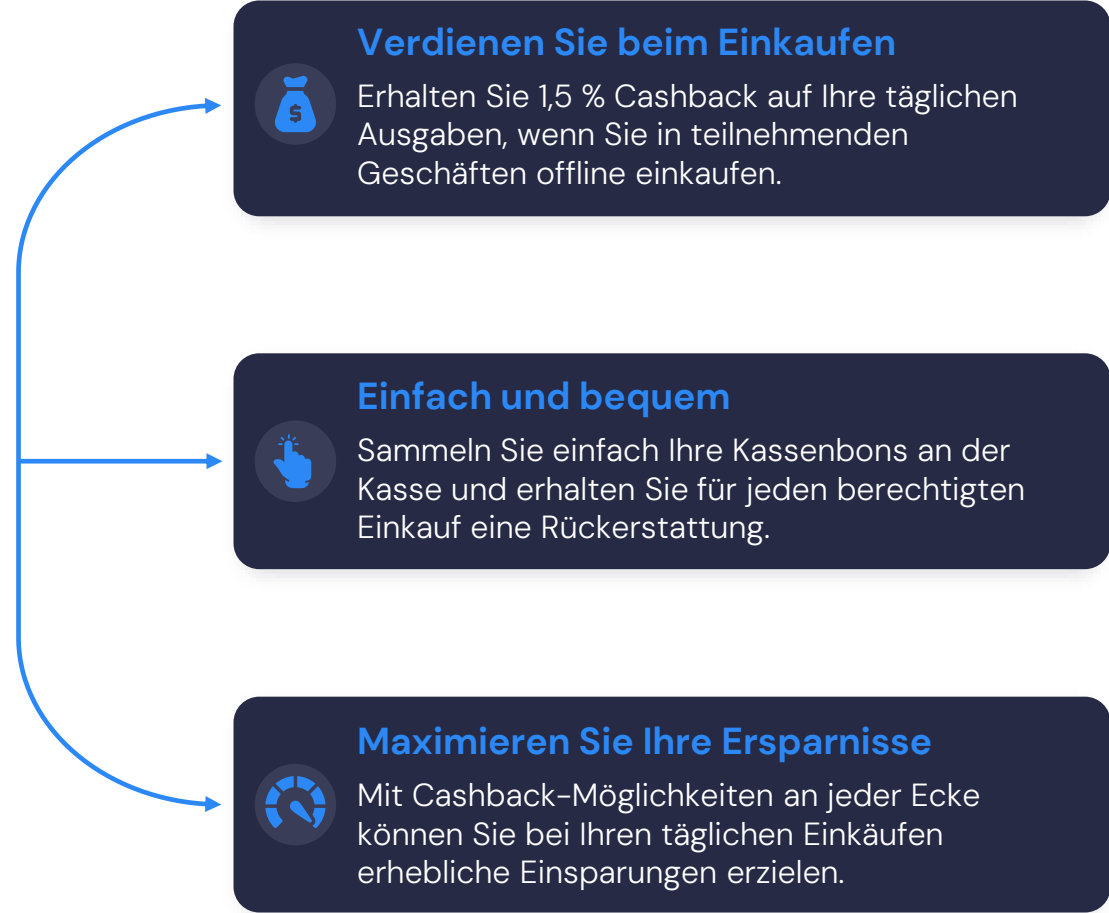 Verdienen Sie beim Einkaufen
Erhalten Sie 1,5 % Cashback auf Ihre täglichen
Ausgaben, wenn Sie in teilnehmenden
Geschäften offline einkaufen.
$
Einfach und bequem
Sammeln Sie einfach Ihre Kassenbons an der
Kasse und erhalten Sie für jeden berechtigten
Einkauf eine Rückerstattung.
Maximieren Sie Ihre Ersparnisse
Mit Cashback-Möglichkeiten an jeder Ecke
können Sie bei Ihren täglichen Einkäufen
erhebliche Einsparungen erzielen.